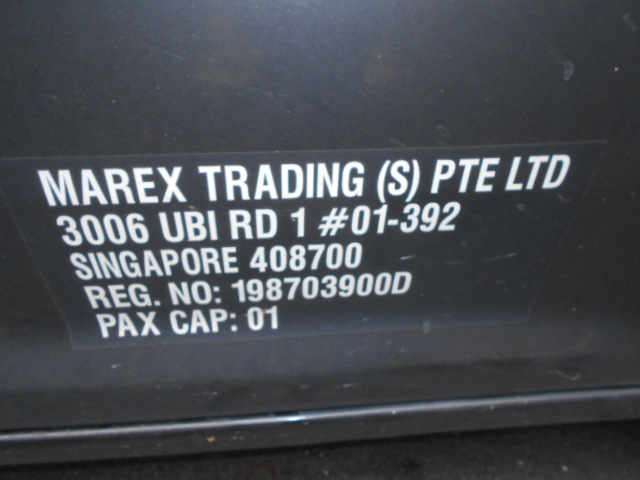 MAREX TRADING (S) PTE LTD
3006 UBI RD 1 #01-392
SINGAPORE 408700
REG. NO: 198703900D
PAX CAP: 01